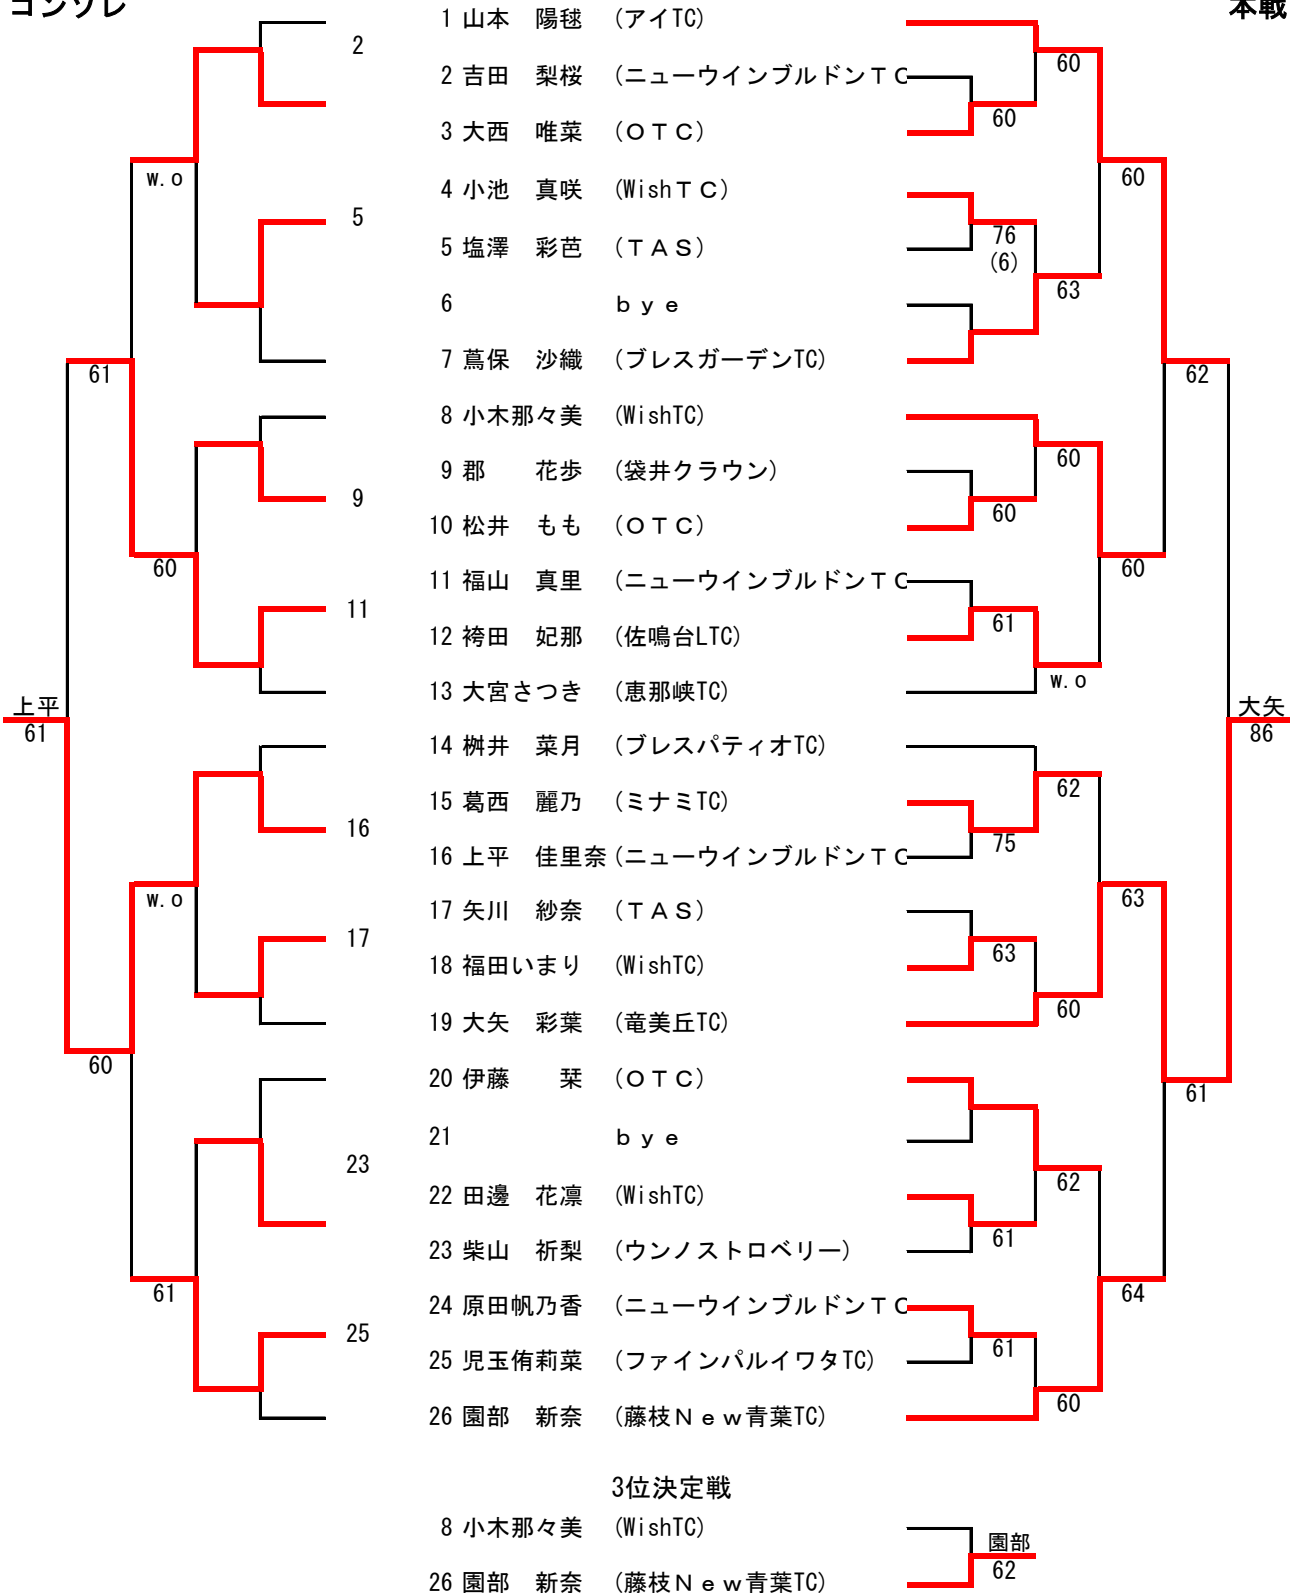 コンソレ 本戦
1 山本 陽毬 (アイTC)
2 吉田 梨桜 (ニューウインブルドンＴＣ
3 大西 唯菜 (ＯＴＣ)
4 小池 真咲 (WishＴＣ)
5 塩澤 彩芭 (ＴＡＳ)
6 ｂｙｅ
7 蔦保 沙織 (ブレスガーデンTC)
8 小木那々美 (WishTC)
9 郡 花歩 (袋井クラウン)
10 松井 もも (ＯＴＣ)
11 福山 真里 (ニューウインブルドンＴＣ
12 袴田 妃那 (佐鳴台LTC)
13 大宮さつき (恵那峡TC)
14 桝井 菜月 (ブレスパティオTC)
15 葛西 麗乃 (ミナミTC)
16 上平 佳里奈 (ニューウインブルドンＴＣ
17 矢川 紗奈 (ＴＡＳ)
18 福田いまり (WishTC)
19 大矢 彩葉 (竜美丘TC)
20 伊藤 栞 (ＯＴＣ)
21 ｂｙｅ
22 田邊 花凛 (WishTC)
23 柴山 祈梨 (ウンノストロベリー)
24 原田帆乃香 (ニューウインブルドンＴＣ
25 児玉侑莉菜 (ファインパルイワタTC)
26 園部 新奈 (藤枝Ｎｅｗ青葉TC)
2
5
9
11
16
17
23
25
w.o
60
w.o
61
61
60
上平
61
60
76
(6)
60
61
75
63
61
61
60
63
60
w.o
62
60
62
60
60
60
63
64
62
61
大矢
86
3位決定戦
8 小木那々美 (WishTC)
26 園部 新奈 (藤枝Ｎｅｗ青葉TC)
園部
62